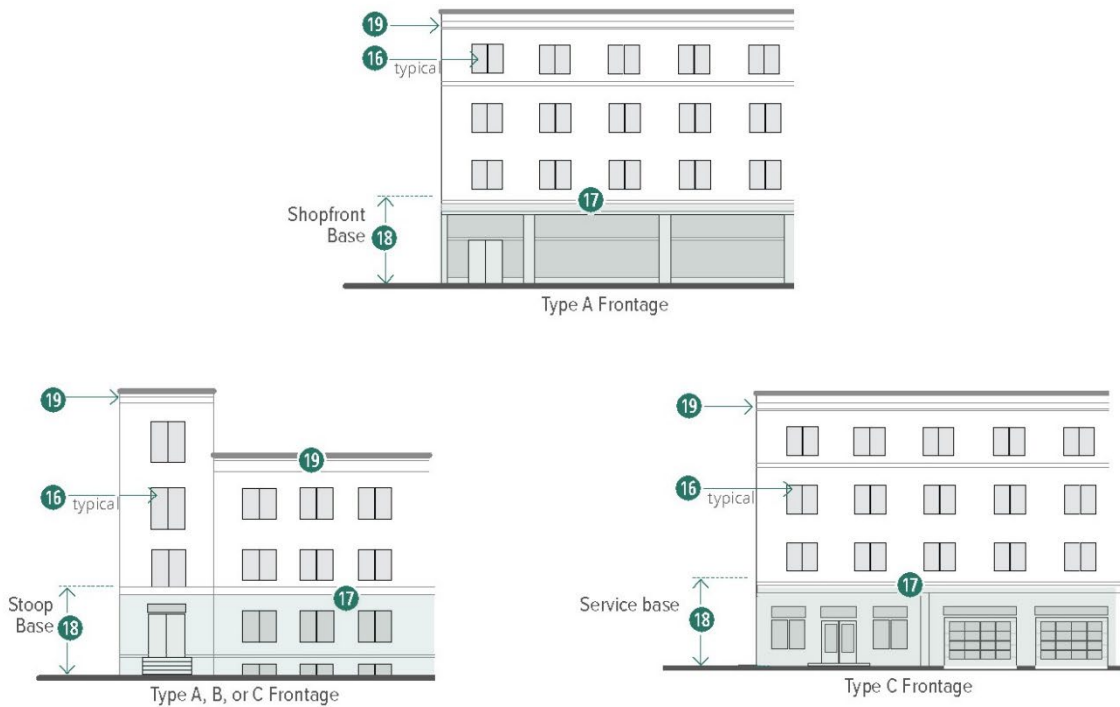 19
16 typical
17
Shopfront
Base 18
Type A Frontage
19
19
16 typical
17
Stoop
Base 18
Type A, B, or C Frontage
19
16 typical
17
Service base 18
Type C Frontage